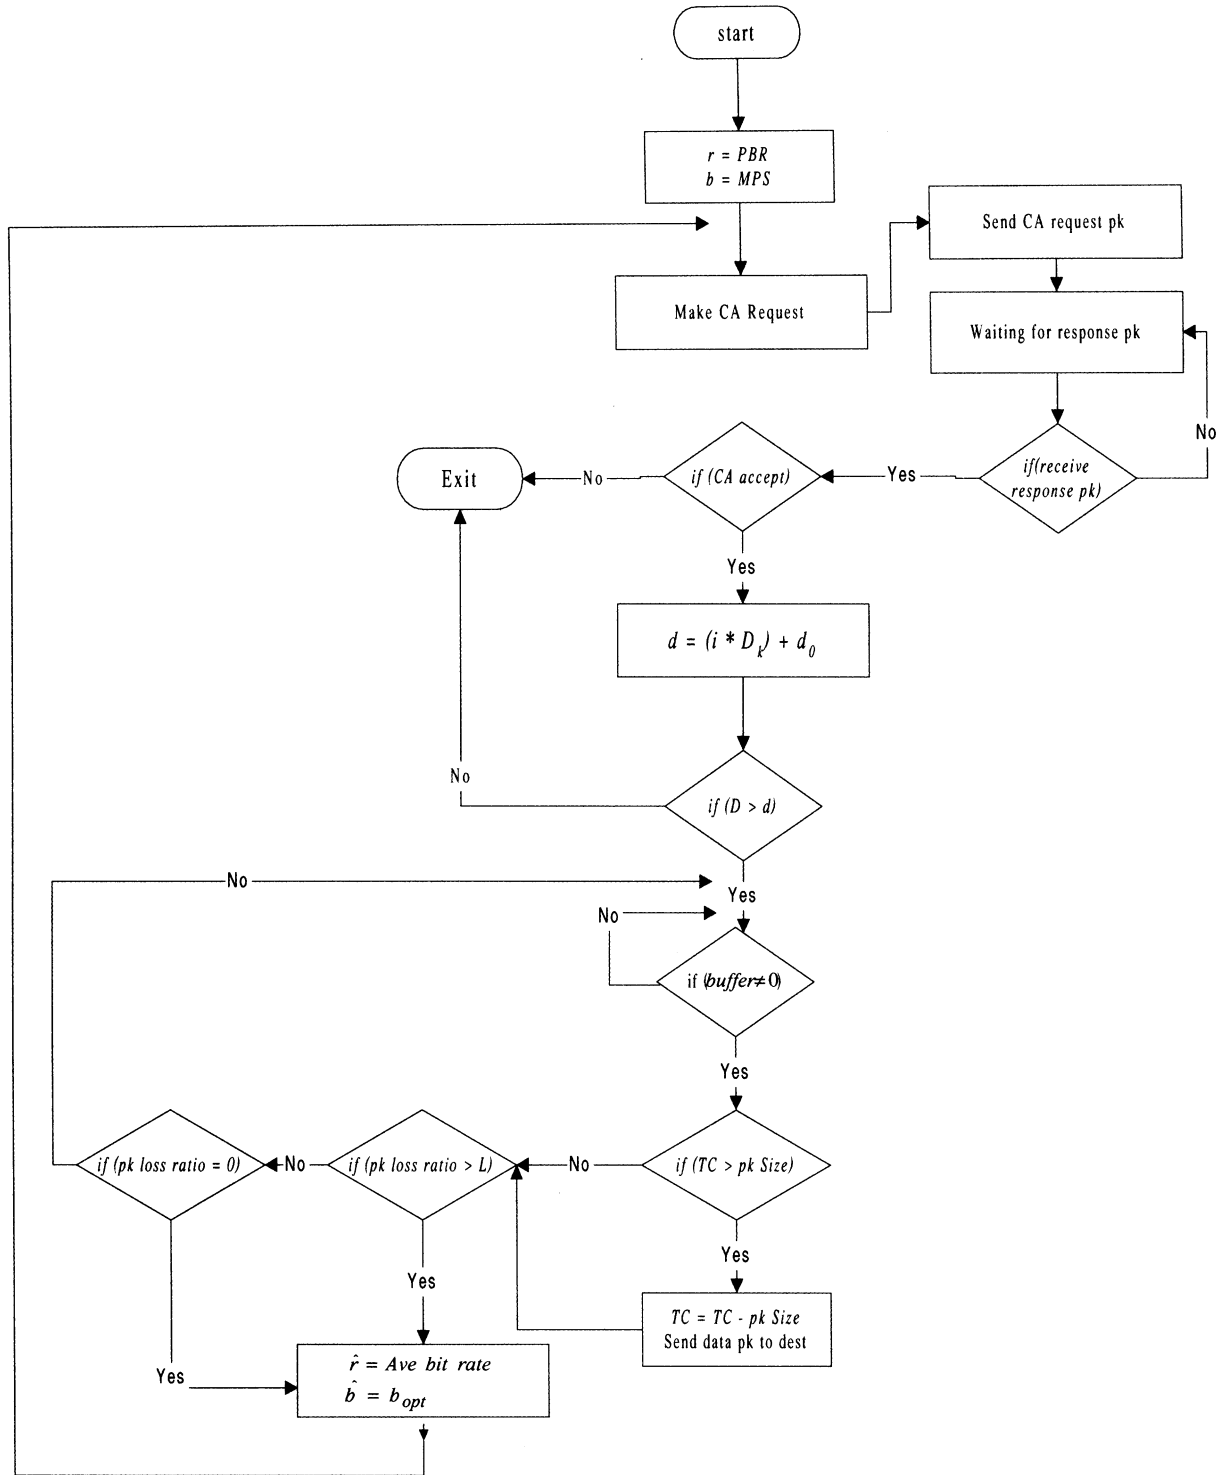 start
r = PBR
b = MPS
Send CA request pk
Make CA Request
Waiting for response pk
No
if(receive
response pk)
Yes
if (CA accept)
No
Exit
Yes
d = (i * D_k) + d_0
No
if (D > d)
No
Yes
No
if (buffer≠0)
Yes
if (pk loss ratio = 0)
No
if (pk loss ratio > L)
No
if (TC > pk Size)
Yes
Yes
TC = TC - pk Size
Send data pk to dest
Yes
r̂ = Ave bit rate
b̂ = b_opt